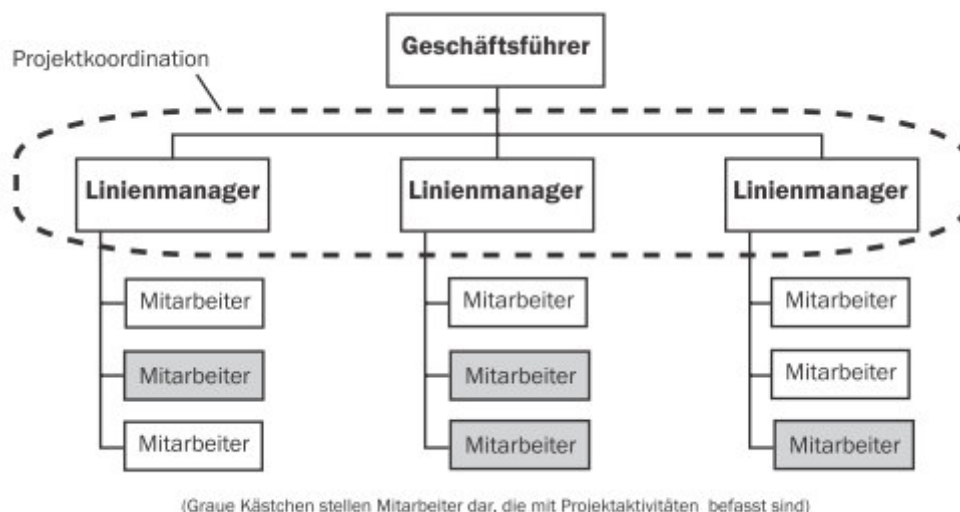 Geschäftsführer
Projektkoordination
Linienmanager
Linienmanager
Linienmanager
Mitarbeiter
Mitarbeiter
Mitarbeiter
Mitarbeiter
Mitarbeiter
Mitarbeiter
Mitarbeiter
Mitarbeiter
Mitarbeiter
(Graue Kästchen stellen Mitarbeiter dar, die mit Projektaktivitäten befasst sind)